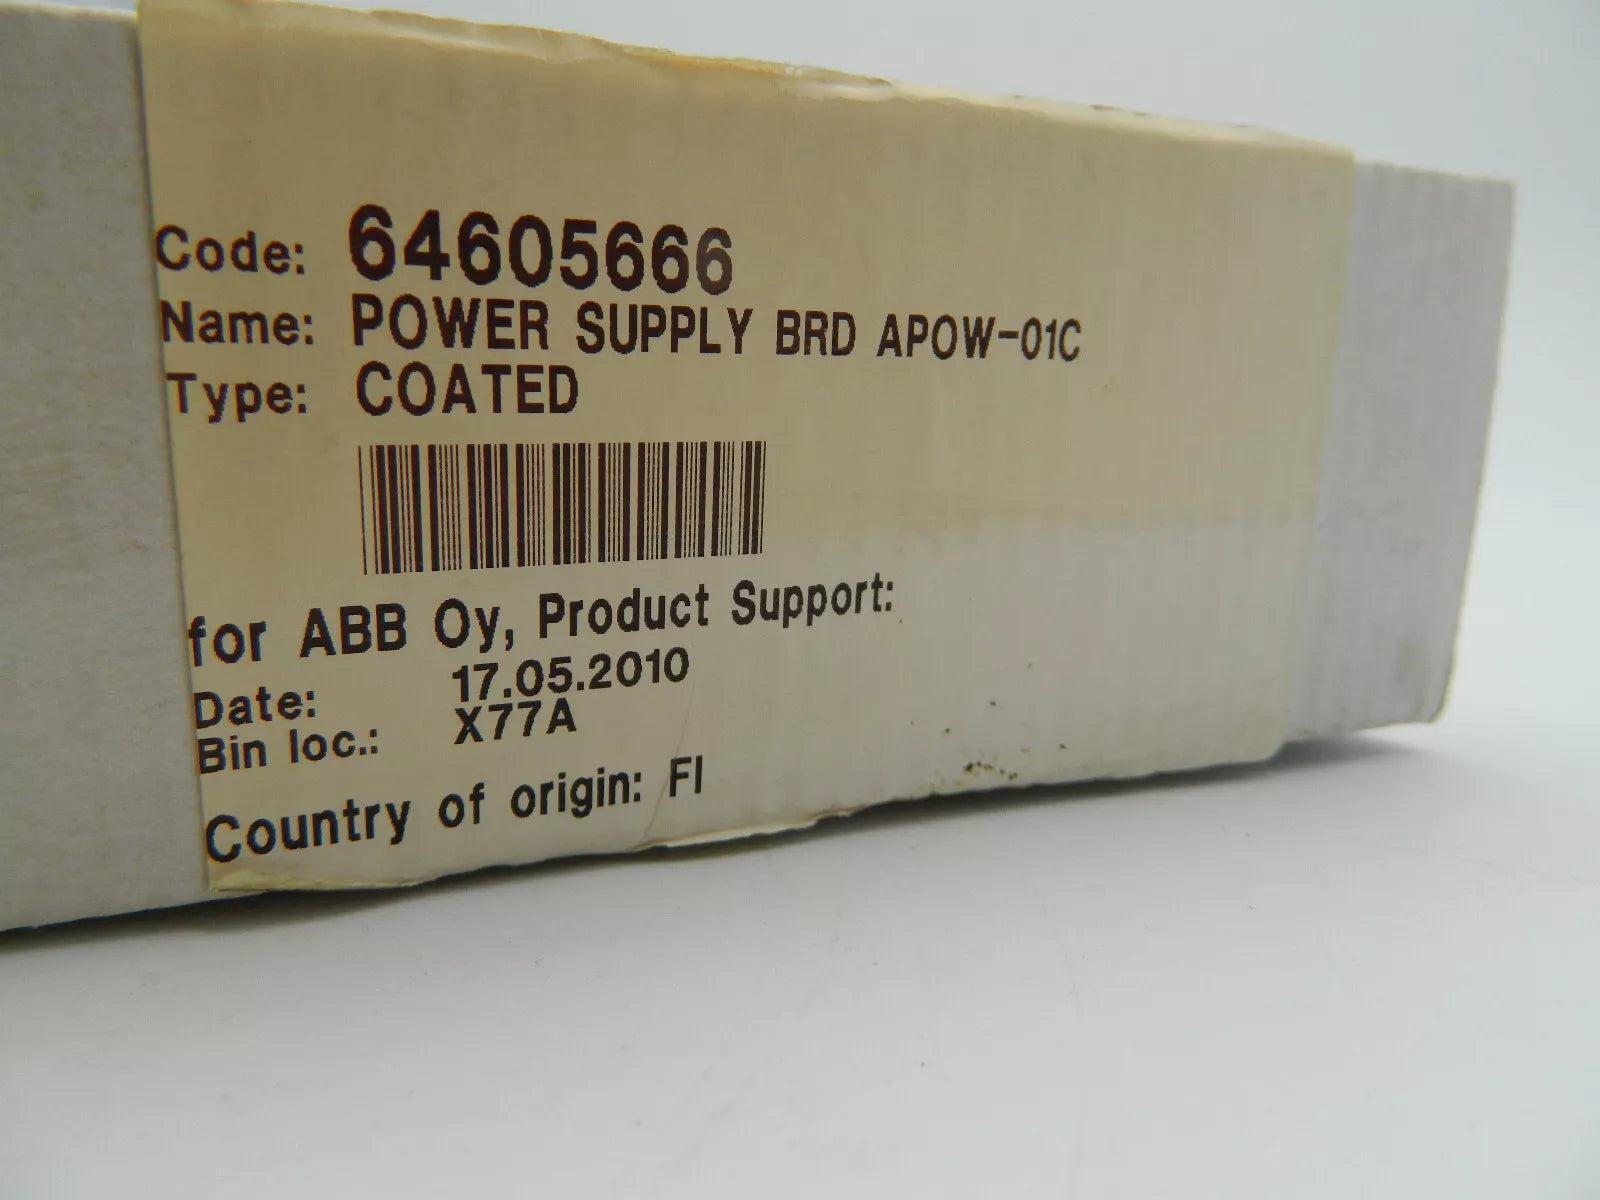 Code: 64605666
Name: POWER SUPPLY BRD APOW-01C
Type: COATED
for ABB Oy, Product Support:
Date: 17.05.2010
Bin loc.: X77A
Country of origin: FI